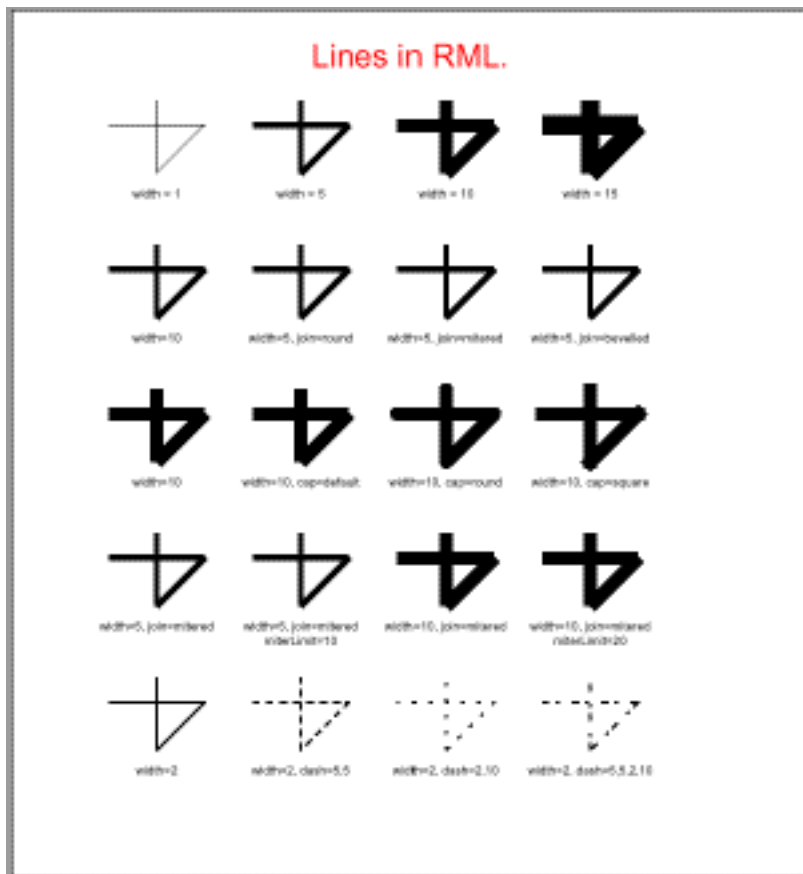 Lines in RML.
width = 1
width = 5
width = 10
width = 15
width=10
width=5, join=round
width=5, join=mitered
width=5, join=bevelled
width=10
width=10, cap=default
width=10, cap=round
width=10, cap=square
width=5, join=mitered
width=5, join=mitered
miterLimit=10
width=10, join=mitered
width=10, join=mitered
miterLimit=20
width=2
width=2, dash=5,5
width=2, dash=2,10
width=2, dash=5,5,2,10